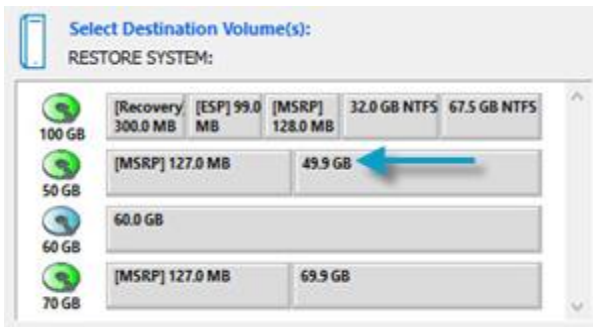 Select Destination Volume(s):
RESTORE SYSTEM:
[Recovery] [ESP] 99.0 [MSRP] 32.0 GB NTFS 67.5 GB NTFS
300.0 MB MB 128.0 MB
100 GB
[MSRP] 127.0 MB 49.9 GB
50 GB
60.0 GB
60 GB
[MSRP] 127.0 MB 69.9 GB
70 GB